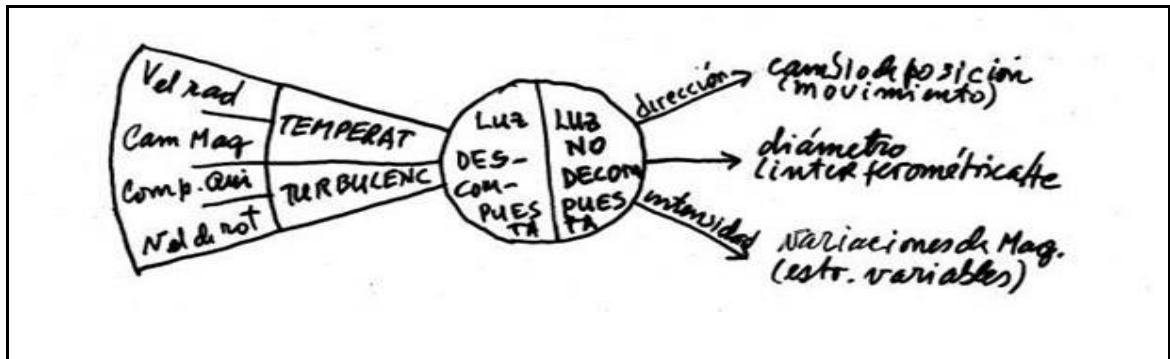 Vel rad
Cam Mag
Comp. Qui
Vel de rot
TEMPERAT
TURBULENC
LUZ
DES-
COM-
PUES
TA
LUZ
NO
DECOM
PUES
TA
dirección
cambio de posición
(movimiento)
diámetro
(interferométricate
intensidad
variaciones de Mag.
(estr. variables)